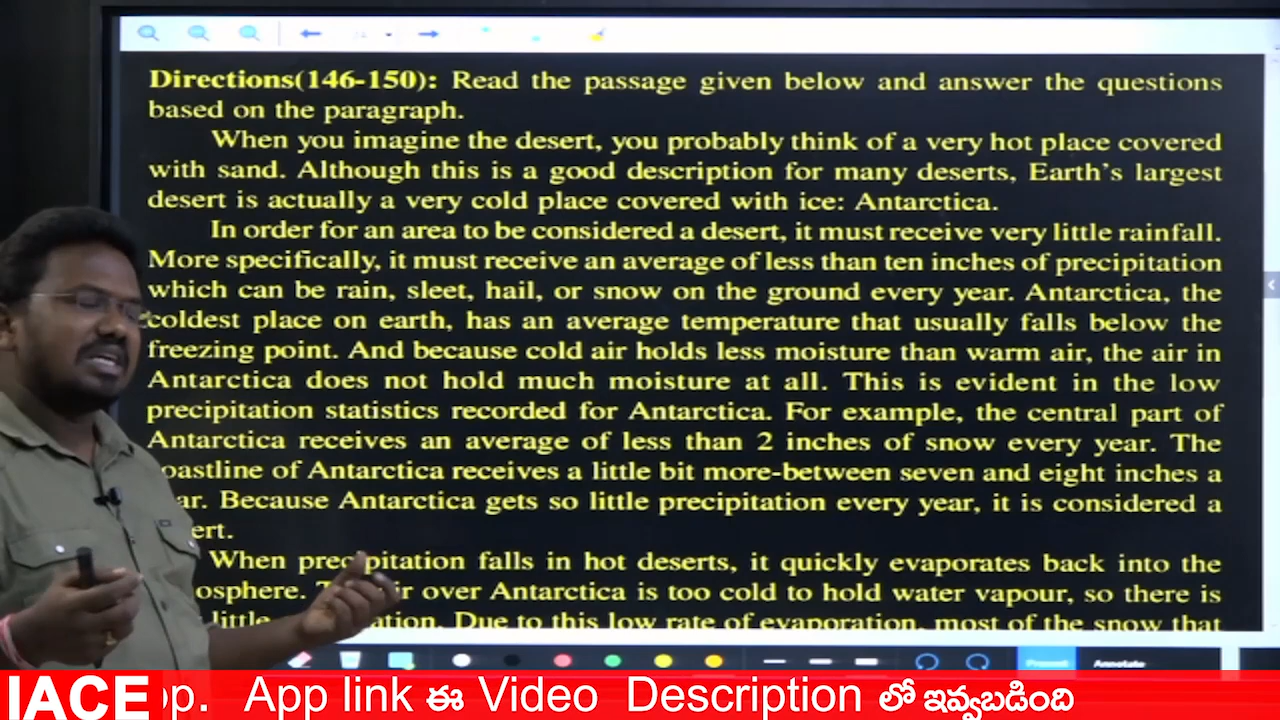 Directions(146-150): Read the passage given below and answer the questions
based on the paragraph.
When you imagine the desert, you probably think of a very hot place covered
with sand. Although this is a good description for many deserts, Earth's largest
desert is actually a very cold place covered with ice: Antarctica.
In order for an area to be considered a desert, it must receive very little rainfall.
More specifically, it must receive an average of less than ten inches of precipitation
which can be rain, sleet, hail, or snow on the ground every year. Antarctica, the
coldest place on earth, has an average temperature that usually falls below the
freezing point. And because cold air holds less moisture than warm air, the air in
Antarctica does not hold much moisture at all. This is evident in the low
precipitation statistics recorded for Antarctica. For example, the central part of
Antarctica receives an average of less than 2 inches of snow every year. The
oastline of Antarctica receives a little bit more-between seven and eight inches a
ar. Because Antarctica gets so little precipitation every year, it is considered a
ert.
When precipitation falls in hot deserts, it quickly evaporates back into the
osphere. ir over Antarctica is too cold to hold water vapour, so there is
little ation. Due to this low rate of evaporation, most of the snow that
Present Annotate
IACE pp. App link ఈ Video Description లో ఇవ్వబడింది